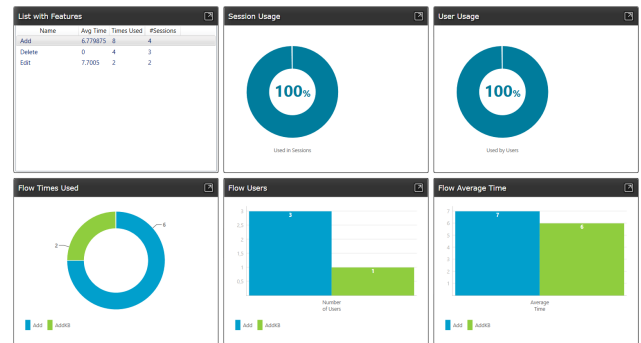 List with Features
Name Avg Time Times Used #Sessions
Add 6.779875 8 4
Delete 0 4 3
Edit 7.7005 2 2
Session Usage
100%
Used in Sessions
User Usage
100%
Used by Users
Flow Times Used
2
6
Add AddKB
Flow Users
3
2.5
2
1.5
1
0.5
3
1
Number
of Users
Add AddKB
Flow Average Time
7
6
5
4
3
2
1
7
6
Average
Time
Add AddKB